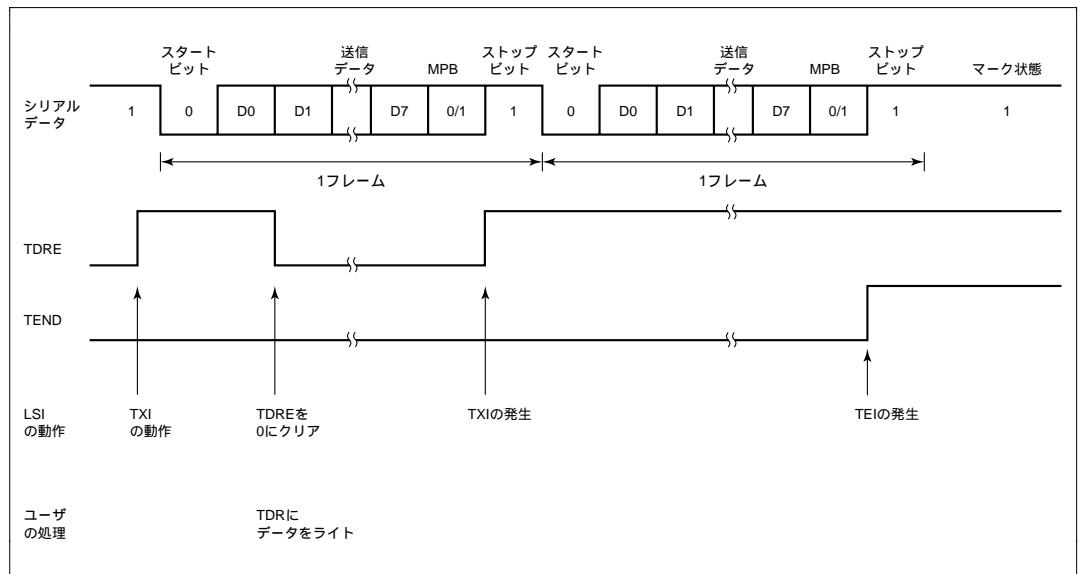 スタート
ビット
送信
データ
MPB
ストップ
ビット
スタート
ビット
送信
データ
MPB
ストップ
ビット
マーク状態
シリアル
データ
1 0 D0 D1 D7 0/1 1 0 D0 D1 D7 0/1 1 1
1フレーム 1フレーム
TDRE
TEND
LSI
の動作
TXI
の動作
TDREを
0にクリア
TXIの発生
TEIの発生
ユーザ
の処理
TDRに
データをライト